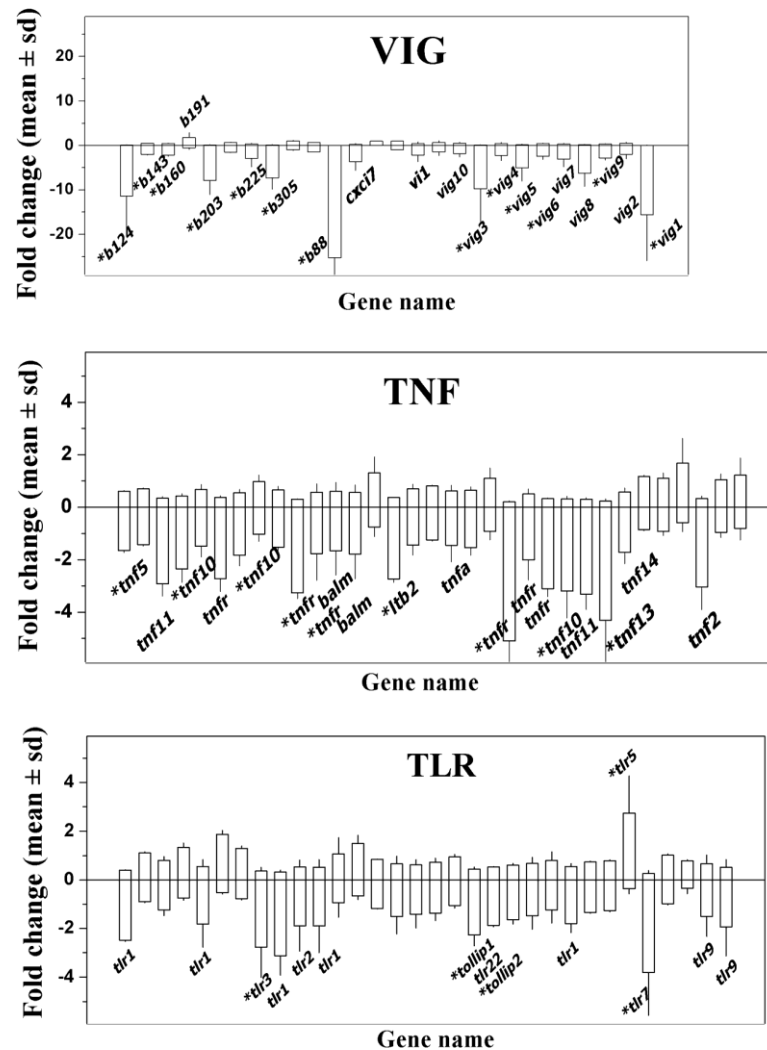 VIG
Fold change (mean ± sd)
20
10
0
-10
-20
*b124
*b143
*b160
b191
*b203
*b225
*b305
*b88
cxci7
vi1
vig10
*vig3
*vig4
*vig5
*vig6
vig7
vig8
*vig9
vig2
*vig1
Gene name
TNF
Fold change (mean ± sd)
4
2
0
-2
-4
*tnf5
tnf11
*tnf10
tnfr
*tnf10
*tnfr
balm
*tnfr
balm
*ltb2
tnfa
*tnfr
tnfr
tnfr
*tnf10
tnf11
*tnf13
tnf14
tnf2
Gene name
TLR
Fold change (mean ± sd)
4
2
0
-2
-4
tlr1
tlr1
*tlr3
tlr1
tlr2
tlr1
*tollip1
tlr22
*tollip2
tlr1
*tlr5
*tlr7
tlr9
tlr9
Gene name